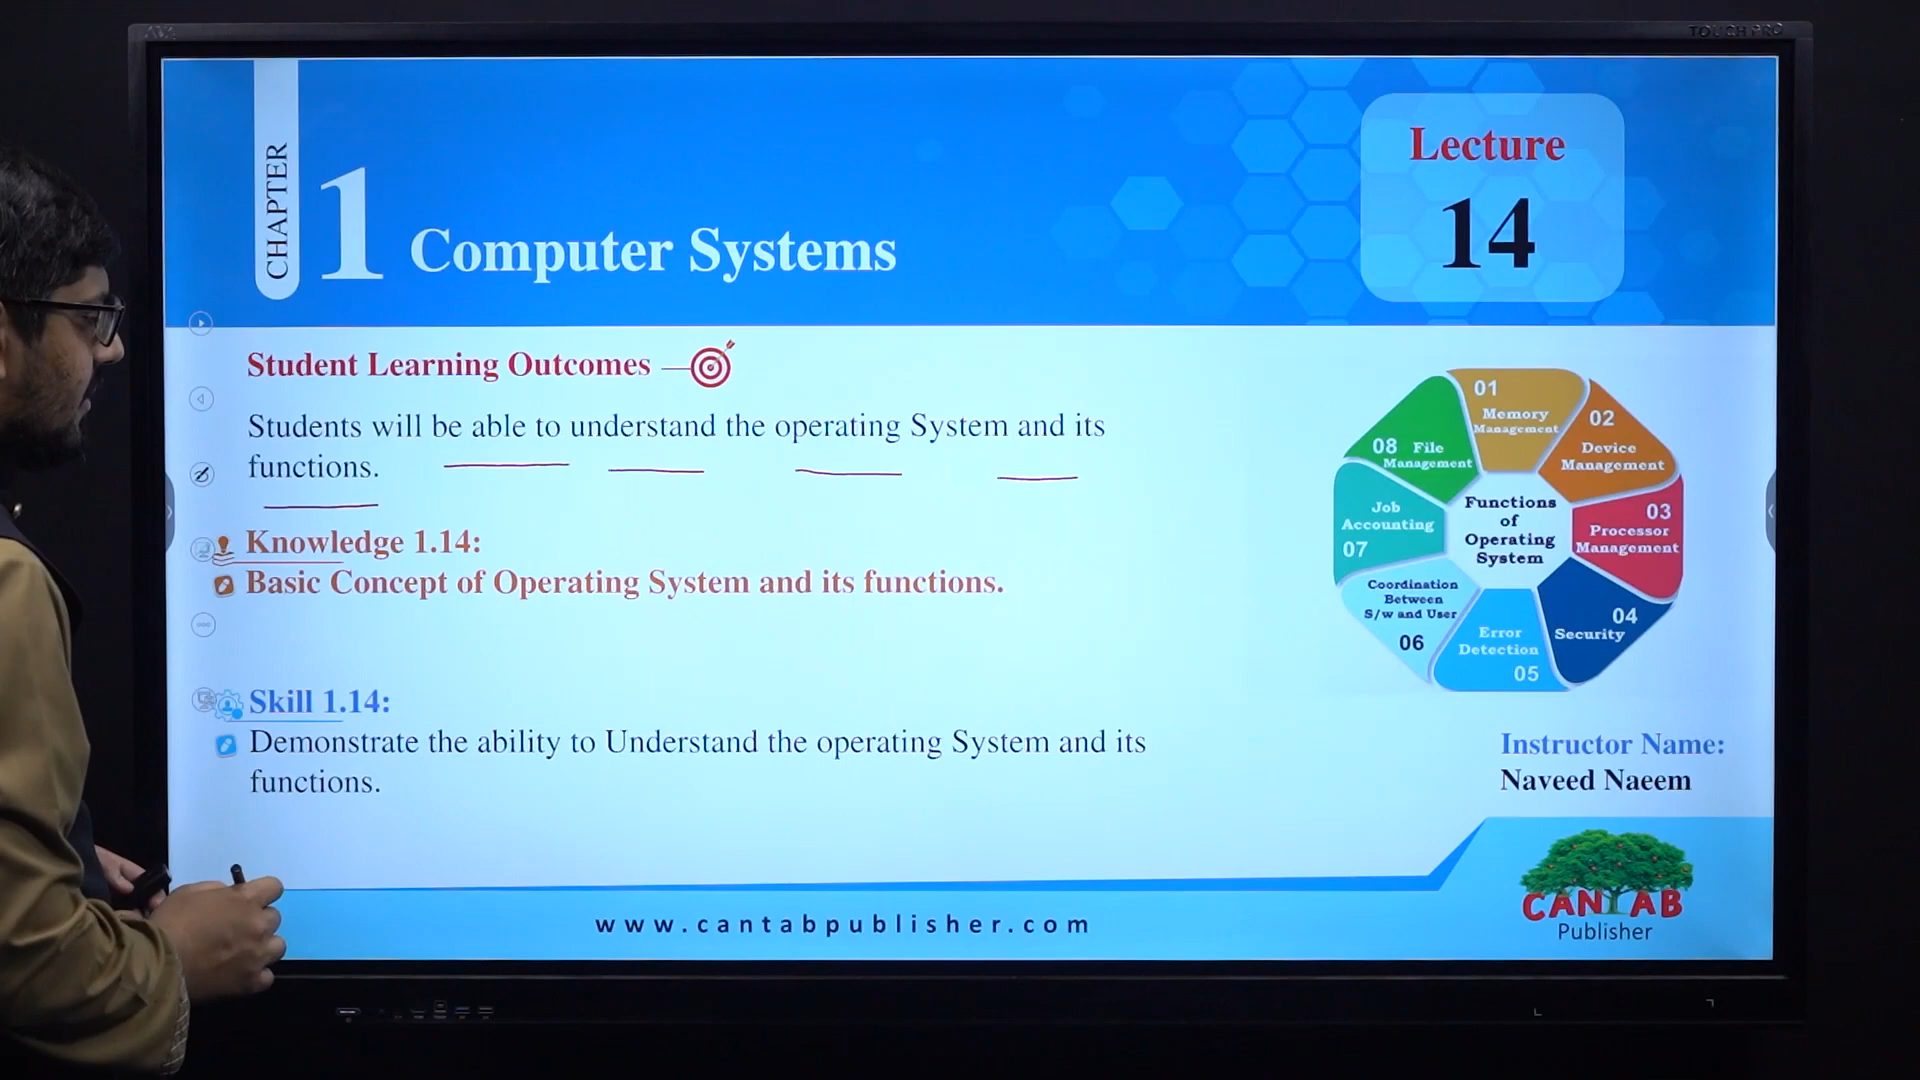 TOUCH PRO
CHAPTER
1 Computer Systems
Lecture
14
Student Learning Outcomes
Students will be able to understand the operating System and its
functions.
Knowledge 1.14:
Basic Concept of Operating System and its functions.
Skill 1.14:
Demonstrate the ability to Understand the operating System and its
functions.
Functions
of
Operating
System
01
Memory
Management
02
Device
Management
03
Processor
Management
04
Security
Error
Detection
05
Coordination
Between
S/w and User
06
Job
Accounting
07
08 File
Management
Instructor Name:
Naveed Naeem
www.cantabpublisher.com
CANTAB
Publisher